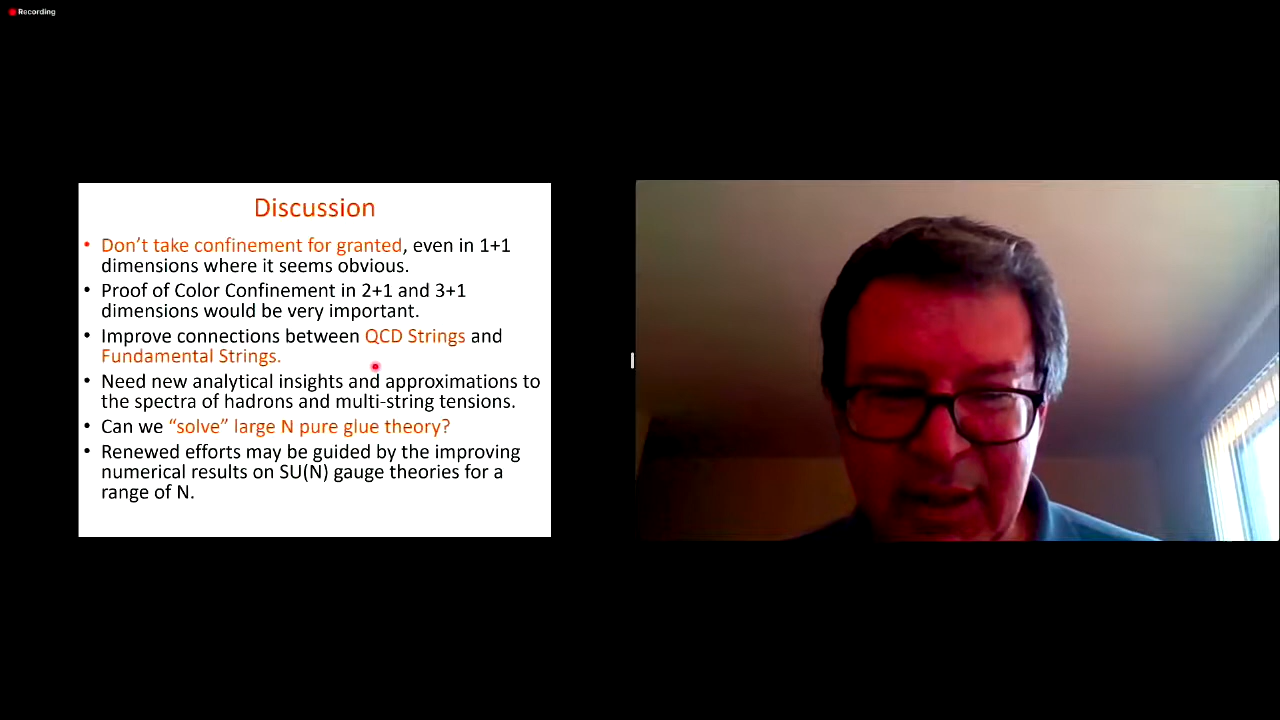 Recording
Discussion
• Don’t take confinement for granted, even in 1+1
dimensions where it seems obvious.
• Proof of Color Confinement in 2+1 and 3+1
dimensions would be very important.
• Improve connections between QCD Strings and
Fundamental Strings.
• Need new analytical insights and approximations to
the spectra of hadrons and multi-string tensions.
• Can we “solve” large N pure glue theory?
• Renewed efforts may be guided by the improving
numerical results on SU(N) gauge theories for a
range of N.